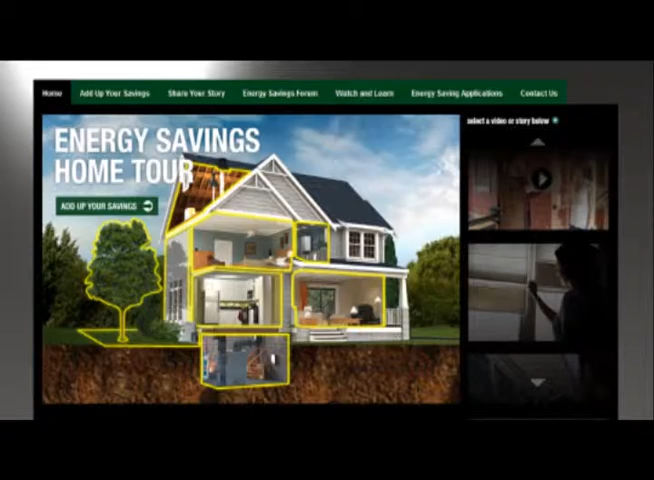 Home Add Up Your Savings Share Your Story Energy Savings Forum Watch and Learn Energy Saving Applications Contact Us
select a video or story below
ENERGY SAVINGS
HOME TOUR
ADD UP YOUR SAVINGS